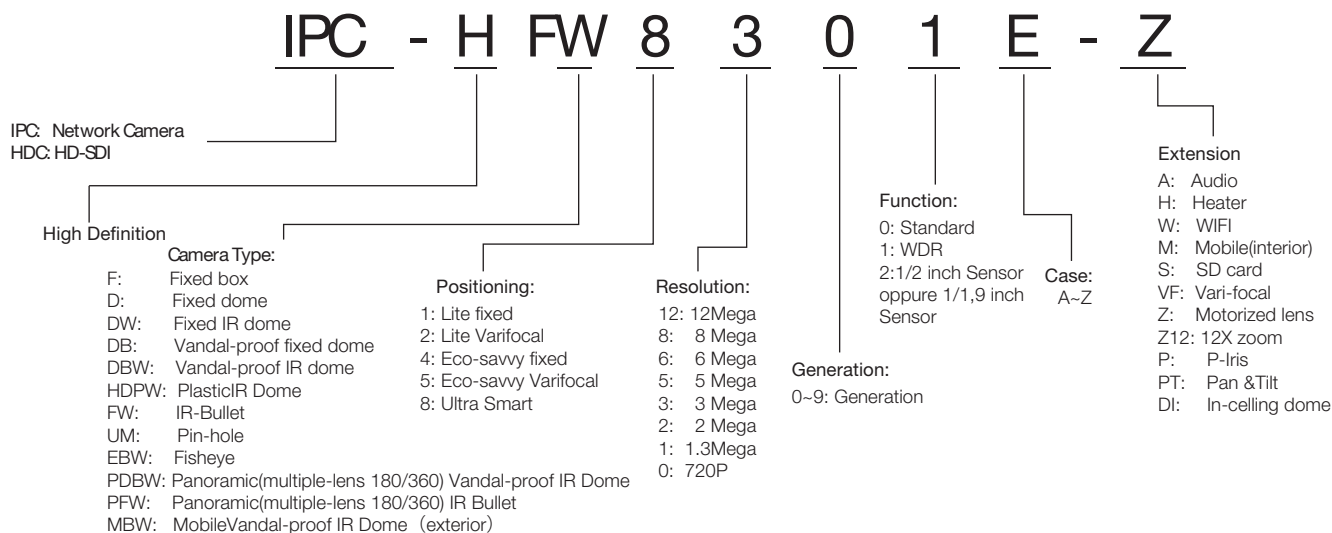 IPC - H FW 8 3 0 1 E - Z
IPC: Network Camera
HDC: HD-SDI
High Definition
Camera Type:
F: Fixed box
D: Fixed dome
DW: Fixed IR dome
DB: Vandal-proof fixed dome
DBW: Vandal-proof IR dome
HDPW: PlasticIR Dome
FW: IR-Bullet
UM: Pin-hole
EBW: Fisheye
PDBW: Panoramic(multiple-lens 180/360) Vandal-proof IR Dome
PFW: Panoramic(multiple-lens 180/360) IR Bullet
MBW: MobileVandal-proof IR Dome (exterior)
Positioning:
1: Lite fixed
2: Lite Varifocal
4: Eco-savvy fixed
5: Eco-savvy Varifocal
8: Ultra Smart
Resolution:
12: 12Mega
8: 8 Mega
6: 6 Mega
5: 5 Mega
3: 3 Mega
2: 2 Mega
1: 1.3Mega
0: 720P
Generation:
0~9: Generation
Function:
0: Standard
1: WDR
2:1/2 inch Sensor
oppure 1/1,9 inch
Sensor
Case:
A~Z
Extension
A: Audio
H: Heater
W: WIFI
M: Mobile(interior)
S: SD card
VF: Vari-focal
Z: Motorized lens
Z12: 12X zoom
P: P-Iris
PT: Pan &Tilt
DI: In-celling dome